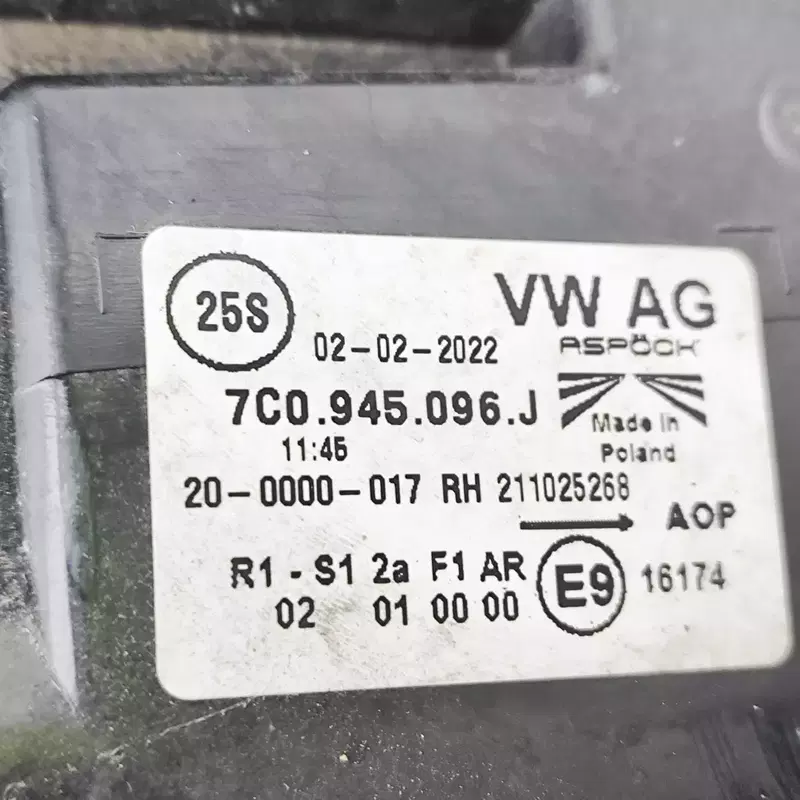 25S
02-02-2022
VW AG
ASPÖCK
7C0.945.096.J
Made in
Poland
11:45
20-0000-017 RH 211025268
AOP
R1 - S1 2a F1 AR
02 01 00 00
E9 16174